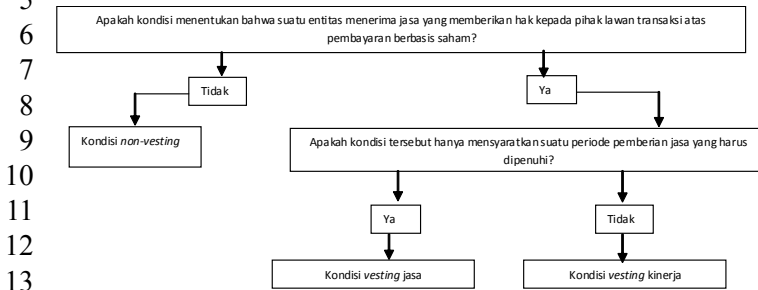 5
Apakah kondisi menentukan bahwa suatu entitas menerima jasa yang memberikan hak kepada pihak lawan transaksi atas
6
pembayaran berbasis saham?
7
Tidak
Ya
8
9
Kondisi non-vesting
Apakah kondisi tersebut hanya mensyaratkan suatu periode pemberian jasa yang harus
dipenuhi?
10
11
Ya
Tidak
12
13
Kondisi vesting jasa
Kondisi vesting kinerja